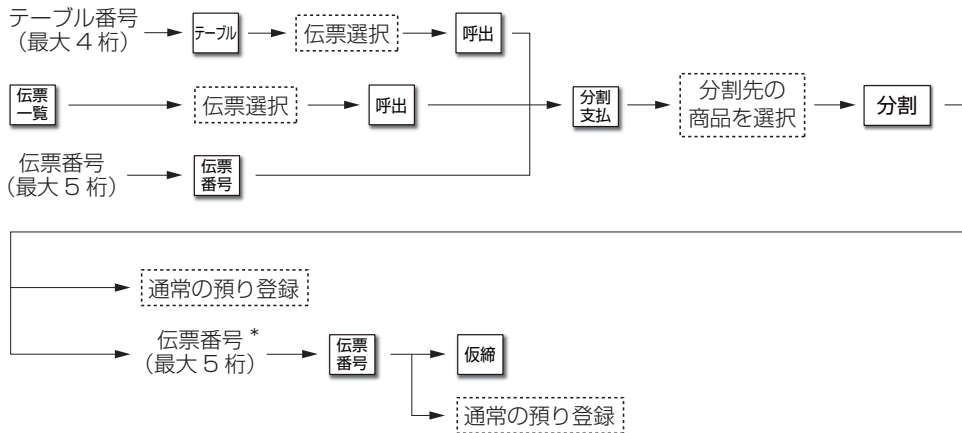 テーブル番号
(最大4桁)
テーブル
伝票選択
呼出
伝票
一覧
伝票選択
呼出
伝票番号
(最大5桁)
伝票
番号
分割
支払
分割先の
商品を選択
分割
通常の預り登録
伝票番号*
(最大5桁)
伝票
番号
仮締
通常の預り登録